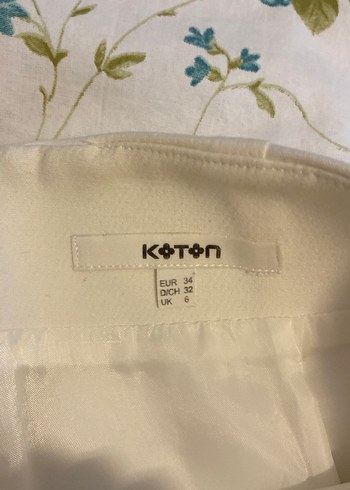 KOTON
EUR 34
D/CH 32
UK 6